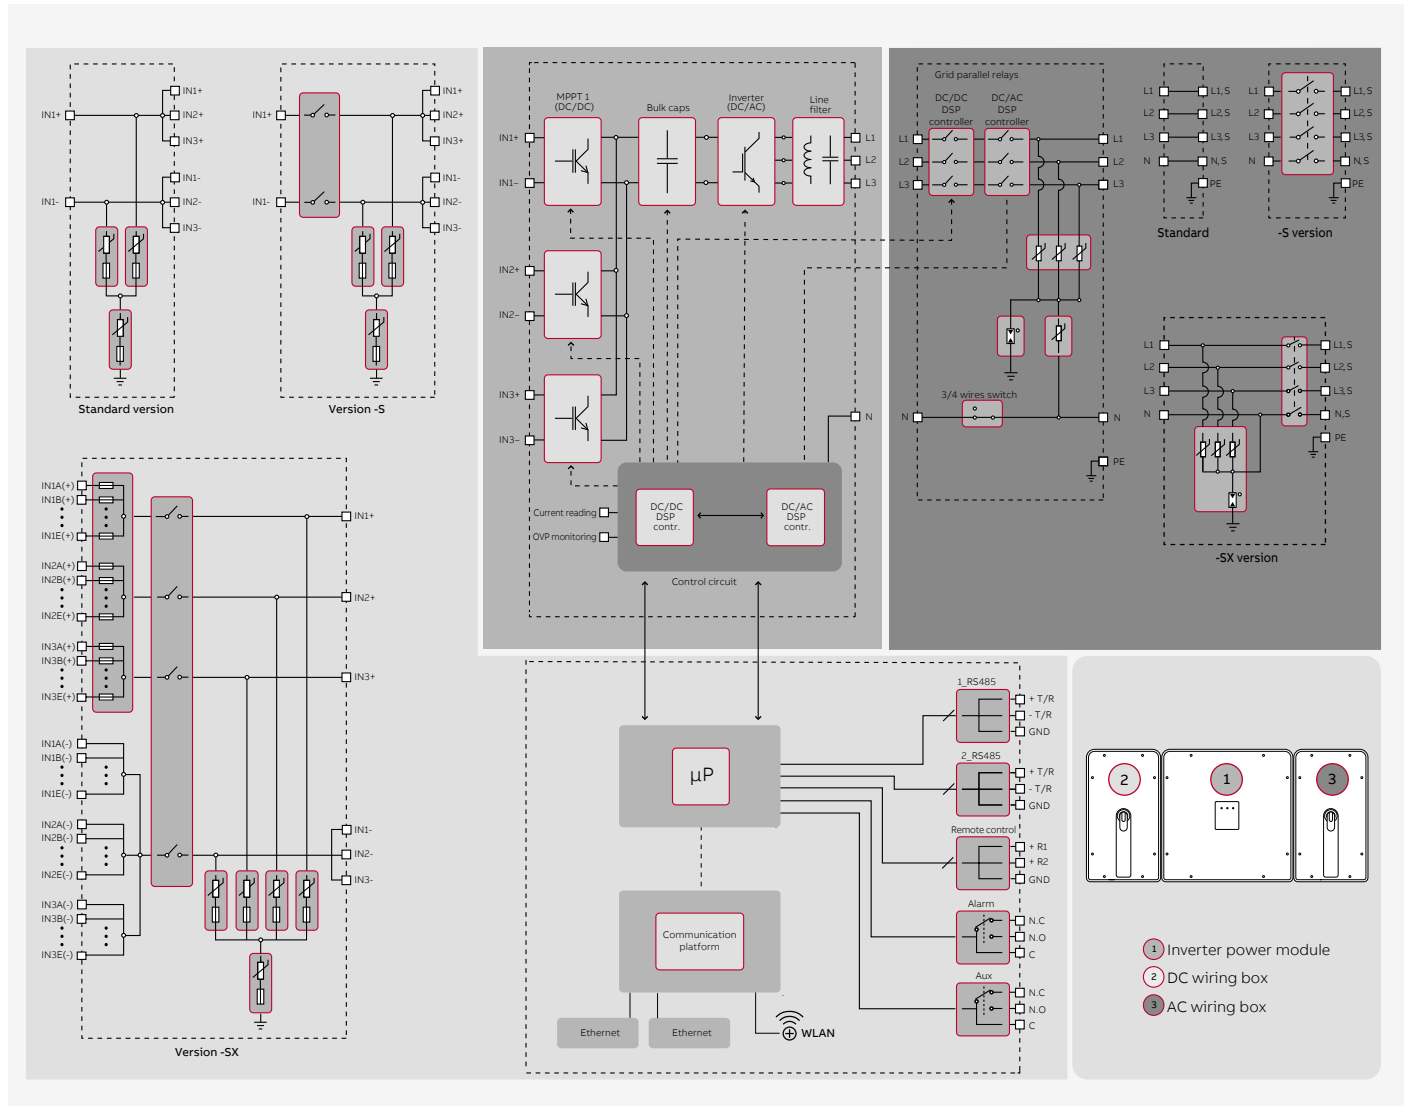 IN1+
IN1-
IN1+
IN2+
IN3+
IN1-
IN2-
IN3-
Standard version
IN1+
IN1-
IN1+
IN2+
IN3+
IN1-
IN2-
IN3-
Version -S
IN1A(+)
IN1B(+)
IN1E(+)
IN2A(+)
IN2B(+)
IN2E(+)
IN3A(+)
IN3B(+)
IN3E(+)
IN1A(-)
IN1B(-)
IN1E(-)
IN2A(-)
IN2B(-)
IN2E(-)
IN3A(-)
IN3B(-)
IN3E(-)
IN1+
IN2+
IN3+
IN1-
IN2-
IN3-
Version -SX
MPPT 1
(DC/DC)
Bulk caps
Inverter
(DC/AC)
Line
filter
IN1+
IN1–
IN2+
IN2–
IN3+
IN3–
L1
L2
L3
N
Current reading
OVP monitoring
DC/DC
DSP
contr.
DC/AC
DSP
contr.
Control circuit
Grid parallel relays
DC/DC
DSP
controller
DC/AC
DSP
controller
L1
L2
L3
L1
L2
L3
3/4 wires switch
N
N
PE
L1
L2
L3
N
L1, S
L2, S
L3, S
N, S
PE
Standard
L1
L2
L3
N
L1, S
L2, S
L3, S
N, S
PE
-S version
L1
L2
L3
N
L1, S
L2, S
L3, S
N,S
PE
-SX version
µP
Communication
platform
Ethernet
Ethernet
WLAN
1_RS485
+ T/R
- T/R
GND
2_RS485
+ T/R
- T/R
GND
Remote control
+ R1
+ R2
GND
Alarm
N.C
N.O
C
Aux
N.C
N.O
C
2
1
3
1 Inverter power module
2 DC wiring box
3 AC wiring box